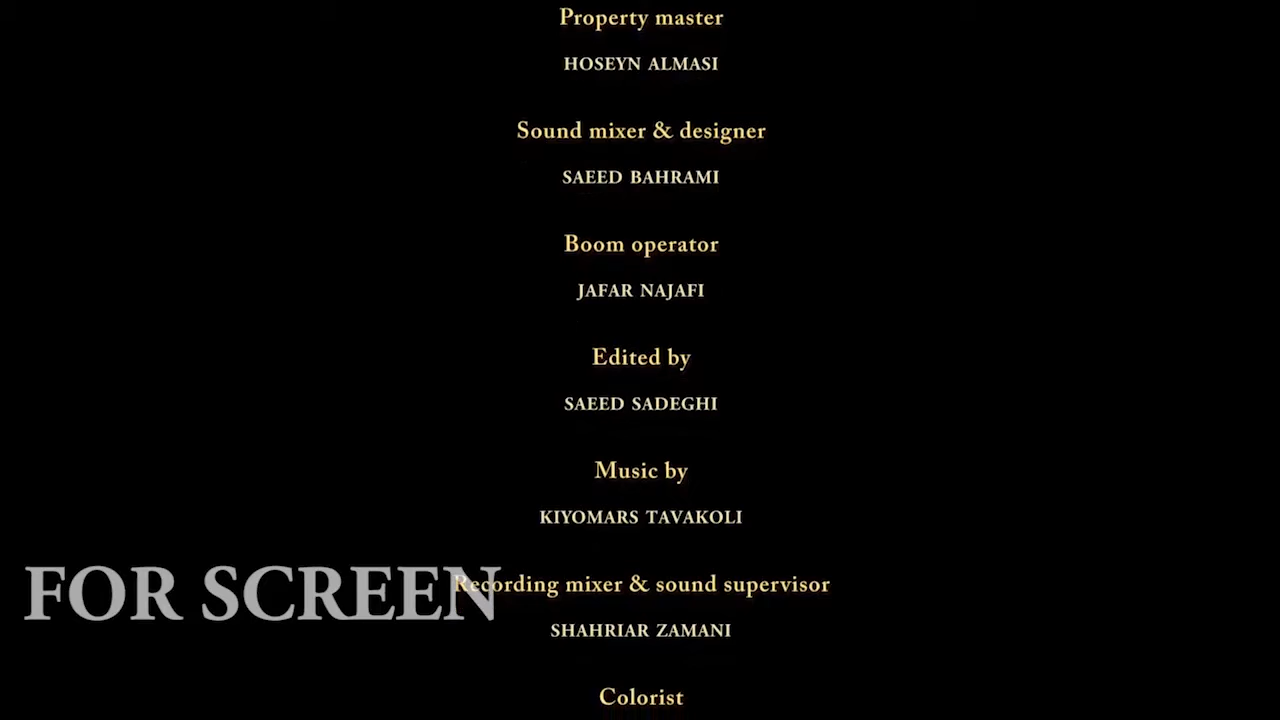 Property master
HOSEYN ALMASI
Sound mixer & designer
SAEED BAHRAMI
Boom operator
JAFAR NAJAFI
Edited by
SAEED SADEGHI
Music by
KIYOMARS TAVAKOLI
FOR SCREEN
Recording mixer & sound supervisor
SHAHRIAR ZAMANI
Colorist